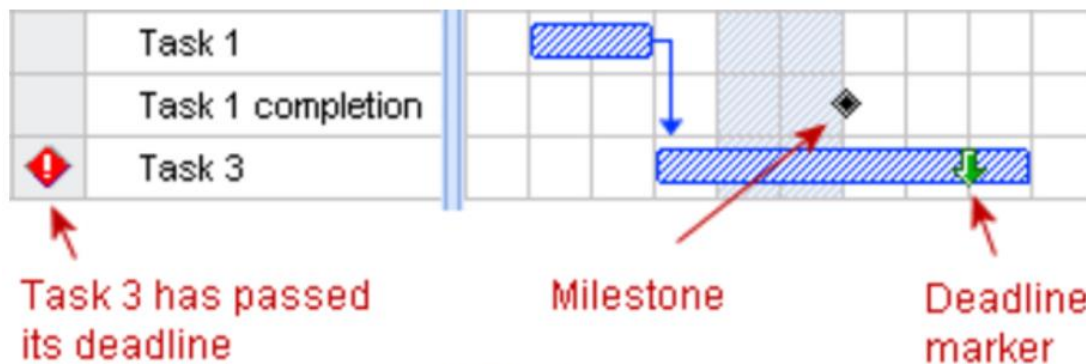 Task 1
Task 1 completion
Task 3
Task 3 has passed
its deadline
Milestone
Deadline
marker